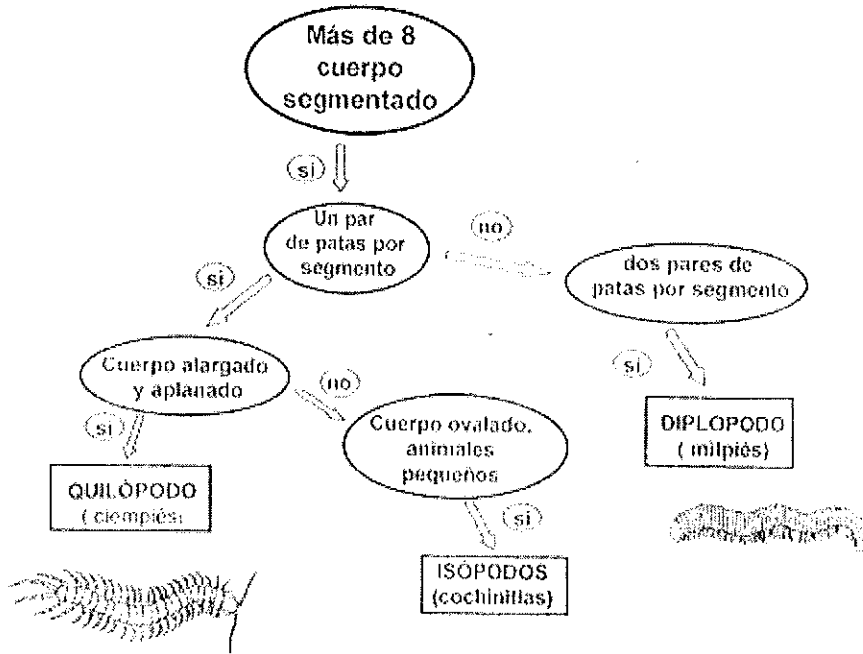 Más de 8
cuerpo
segmentado
si
Un par
de patas por
segmento
no
dos pares de
patas por segmento
si
Cuerpo alargado
y aplanado
no
si
DIPLÓPODO
( milpiés)
Cuerpo ovalado,
animales
pequeños
si
QUILÓPODO
( ciempiés)
si
ISÓPODOS
(cochinillas)